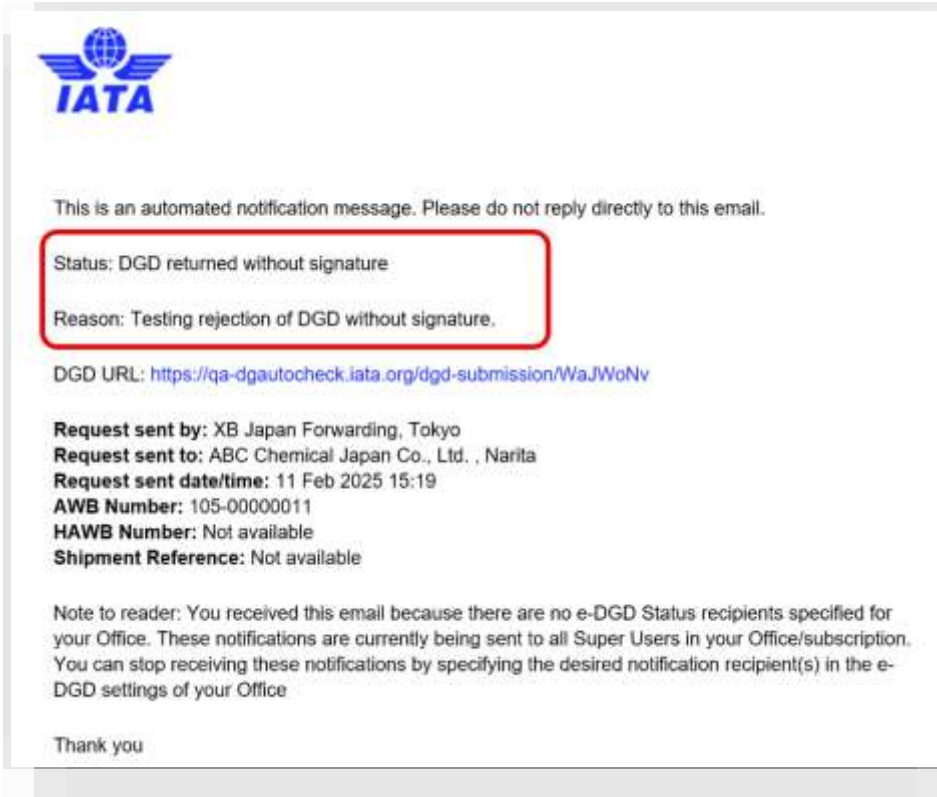 IATA
This is an automated notification message. Please do not reply directly to this email.
Status: DGD returned without signature
Reason: Testing rejection of DGD without signature.
DGD URL: https://qa-dgautocheck.iata.org/dgd-submission/WaJWoNv
Request sent by: XB Japan Forwarding, Tokyo
Request sent to: ABC Chemical Japan Co., Ltd. , Narita
Request sent date/time: 11 Feb 2025 15:19
AWB Number: 105-00000011
HAWB Number: Not available
Shipment Reference: Not available
Note to reader: You received this email because there are no e-DGD Status recipients specified for
your Office. These notifications are currently being sent to all Super Users in your Office/subscription.
You can stop receiving these notifications by specifying the desired notification recipient(s) in the e-
DGD settings of your Office
Thank you